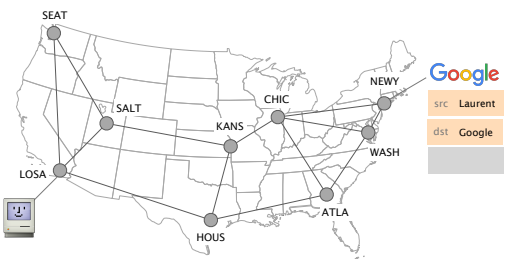 SEAT
NEWY
Google
CHIC
src Laurent
SALT
KANS
dst Google
WASH
LOSA
ATLA
HOUS